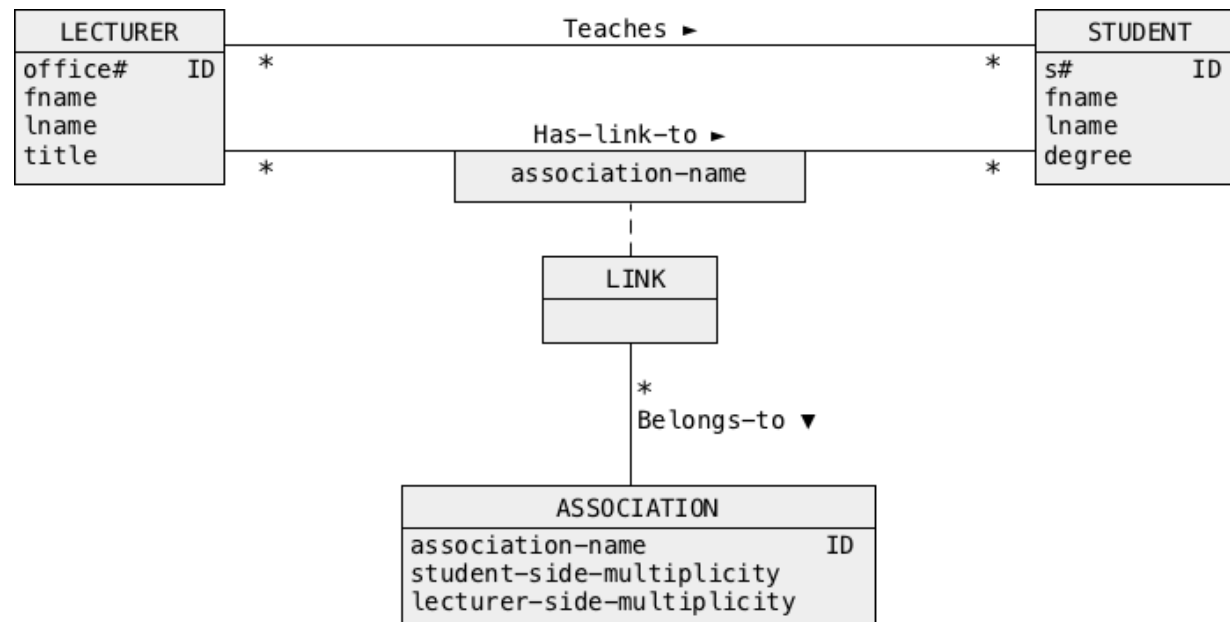 LECTURER
office# ID
fname
lname
title
Teaches ►
* *
STUDENT
s# ID
fname
lname
degree
Has-link-to ►
* *
association-name
LINK
*
Belongs-to ▼
ASSOCIATION
association-name ID
student-side-multiplicity
lecturer-side-multiplicity